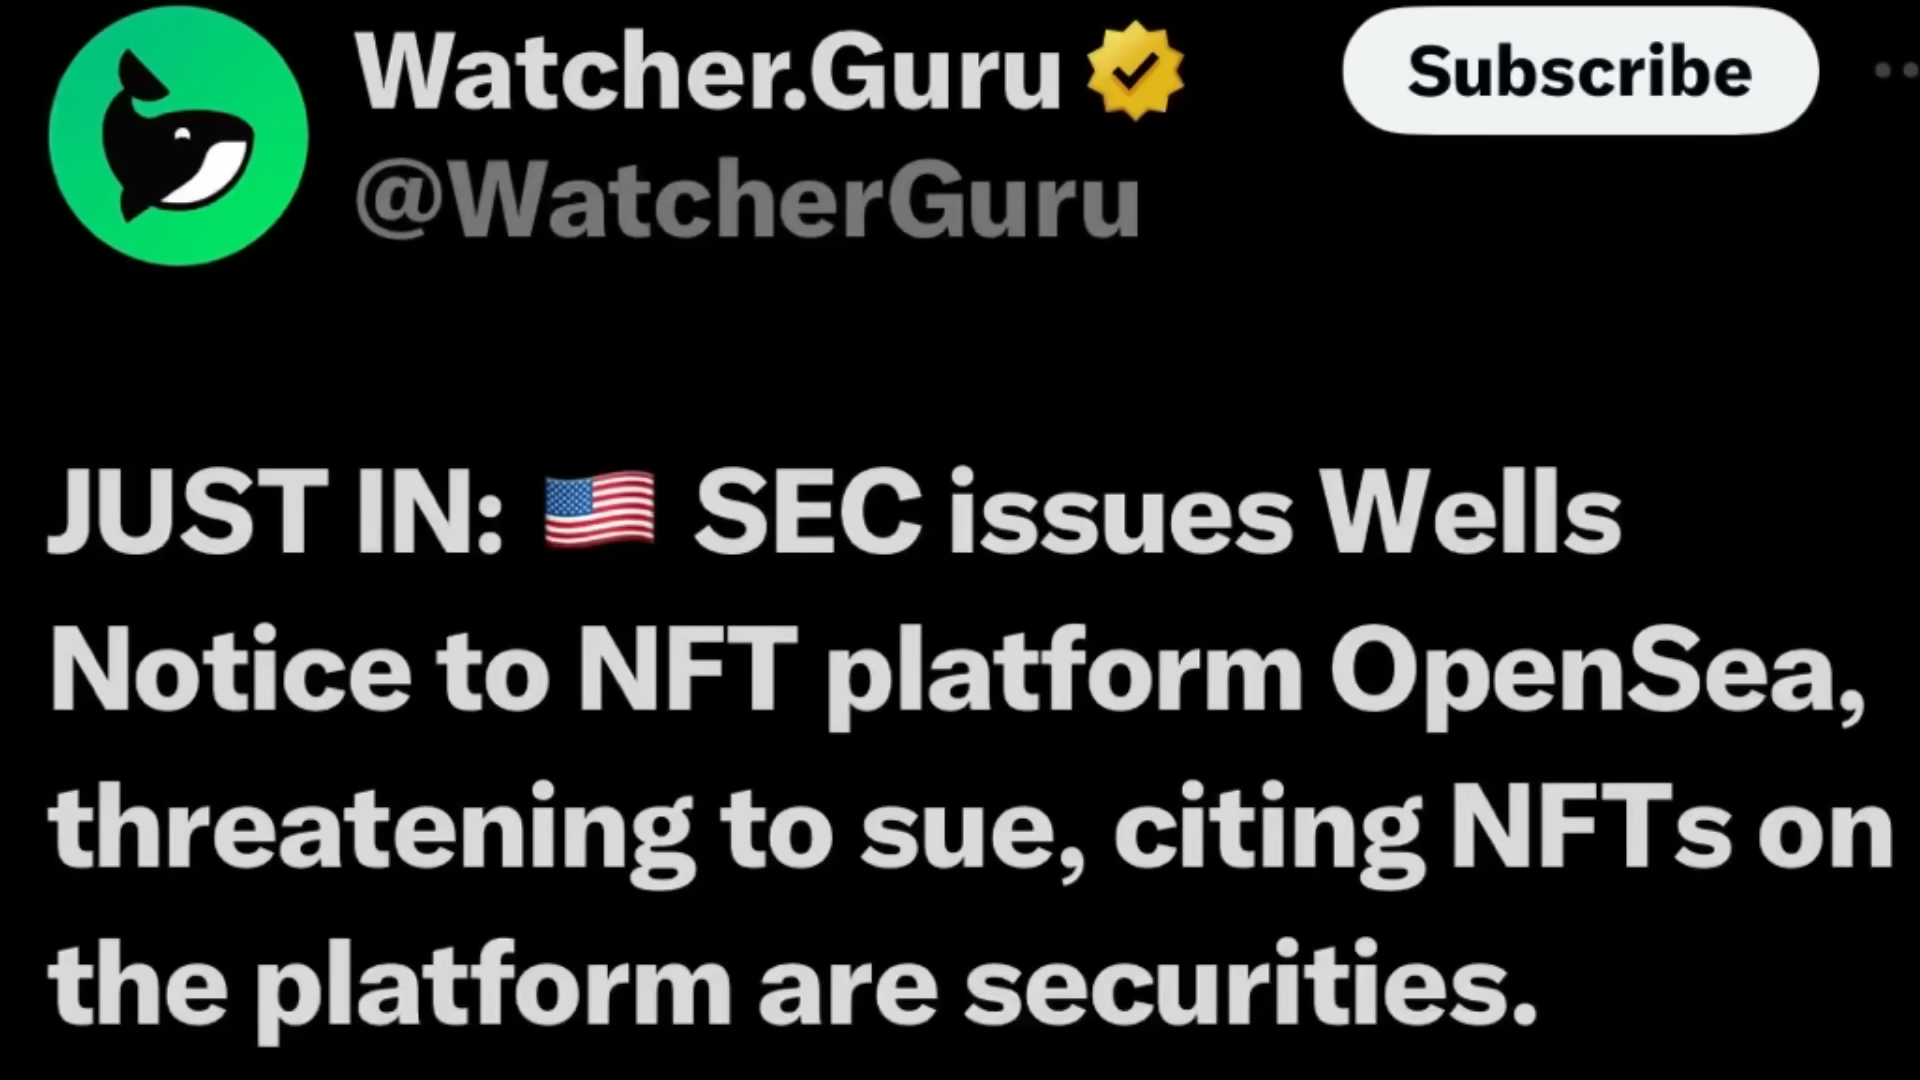 Watcher.Guru
Subscribe
@WatcherGuru
JUST IN: 🇺🇸 SEC issues Wells
Notice to NFT platform OpenSea,
threatening to sue, citing NFTs on
the platform are securities.